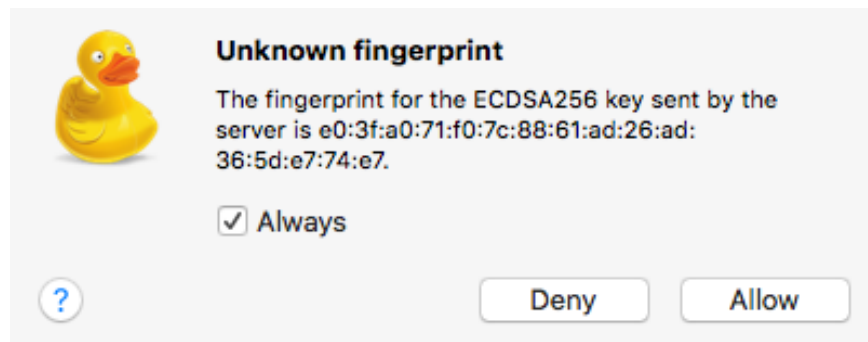 Unknown fingerprint
The fingerprint for the ECDSA256 key sent by the
server is e0:3f:a0:71:f0:7c:88:61:ad:26:ad:
36:5d:e7:74:e7.
Always
?
Deny
Allow